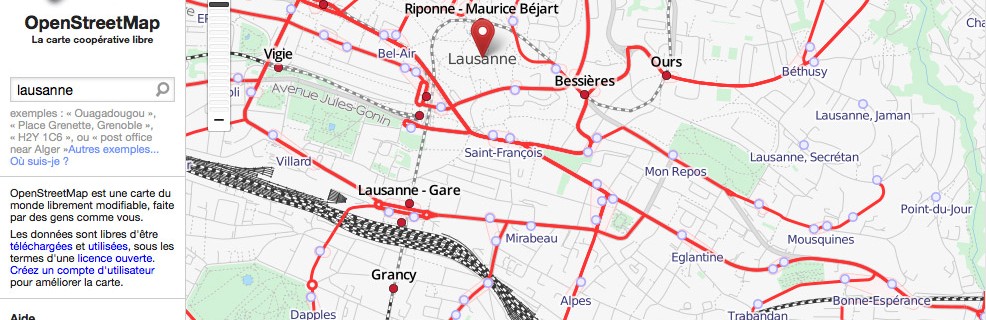 OpenStreetMap
La carte coopérative libre
lausanne
exemples : « Ouagadougou »,
« Place Grenette, Grenoble »,
« H2Y 1C6 », ou « post office
near Alger »Autres exemples...
Où suis-je ?
OpenStreetMap est une carte du
monde librement modifiable, faite
par des gens comme vous.
Les données sont libres d'être
téléchargées et utilisées, sous les
termes d'une licence ouverte.
Créez un compte d'utilisateur
pour améliorer la carte.
Aide
Riponne - Maurice Béjart
Lausanne
Vigie
Bel-Air
Ours
Béthusy
Bessières
Avenue Jules-Gonin
Lausanne, Jaman
Saint-François
Lausanne, Secrétan
Villard
Mon Repos
Lausanne - Gare
Point-du-Jour
Mirabeau
Mousquines
Eglantine
Grancy
Alpes
Bonne-Espérance
Dapples
Trabandan